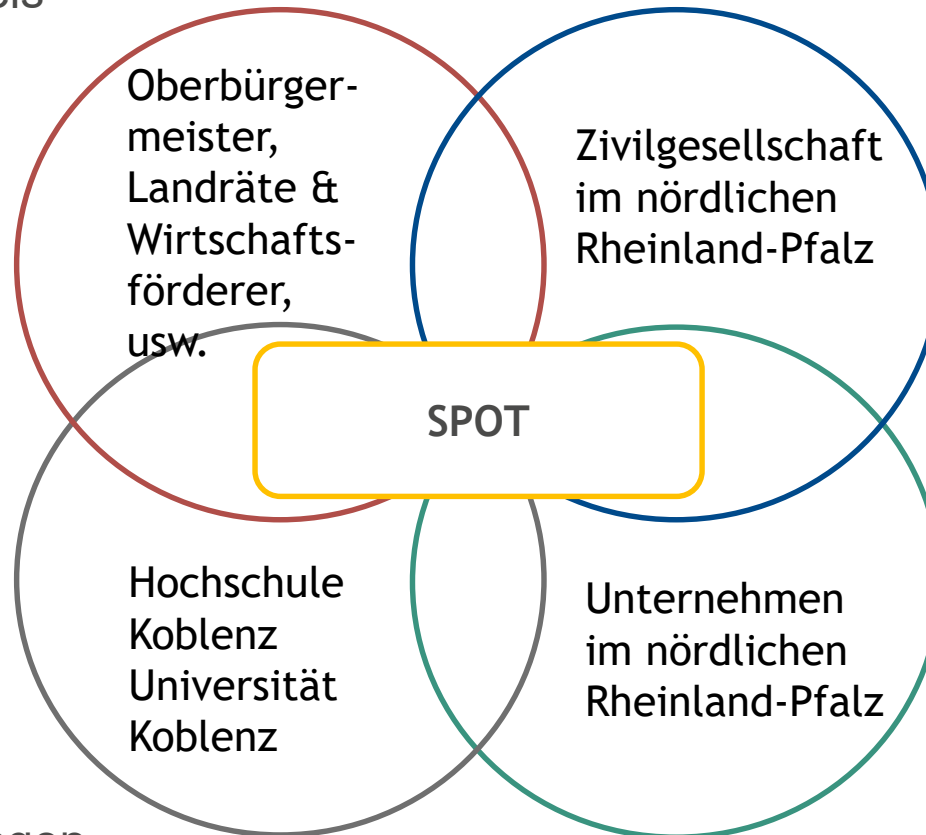 Oberbürger-
meister,
Landräte &
Wirtschafts-
förderer,
usw.
Zivilgesellschaft
im nördlichen
Rheinland-Pfalz
SPOT
Hochschule
Koblenz
Universität
Koblenz
Unternehmen
im nördlichen
Rheinland-Pfalz